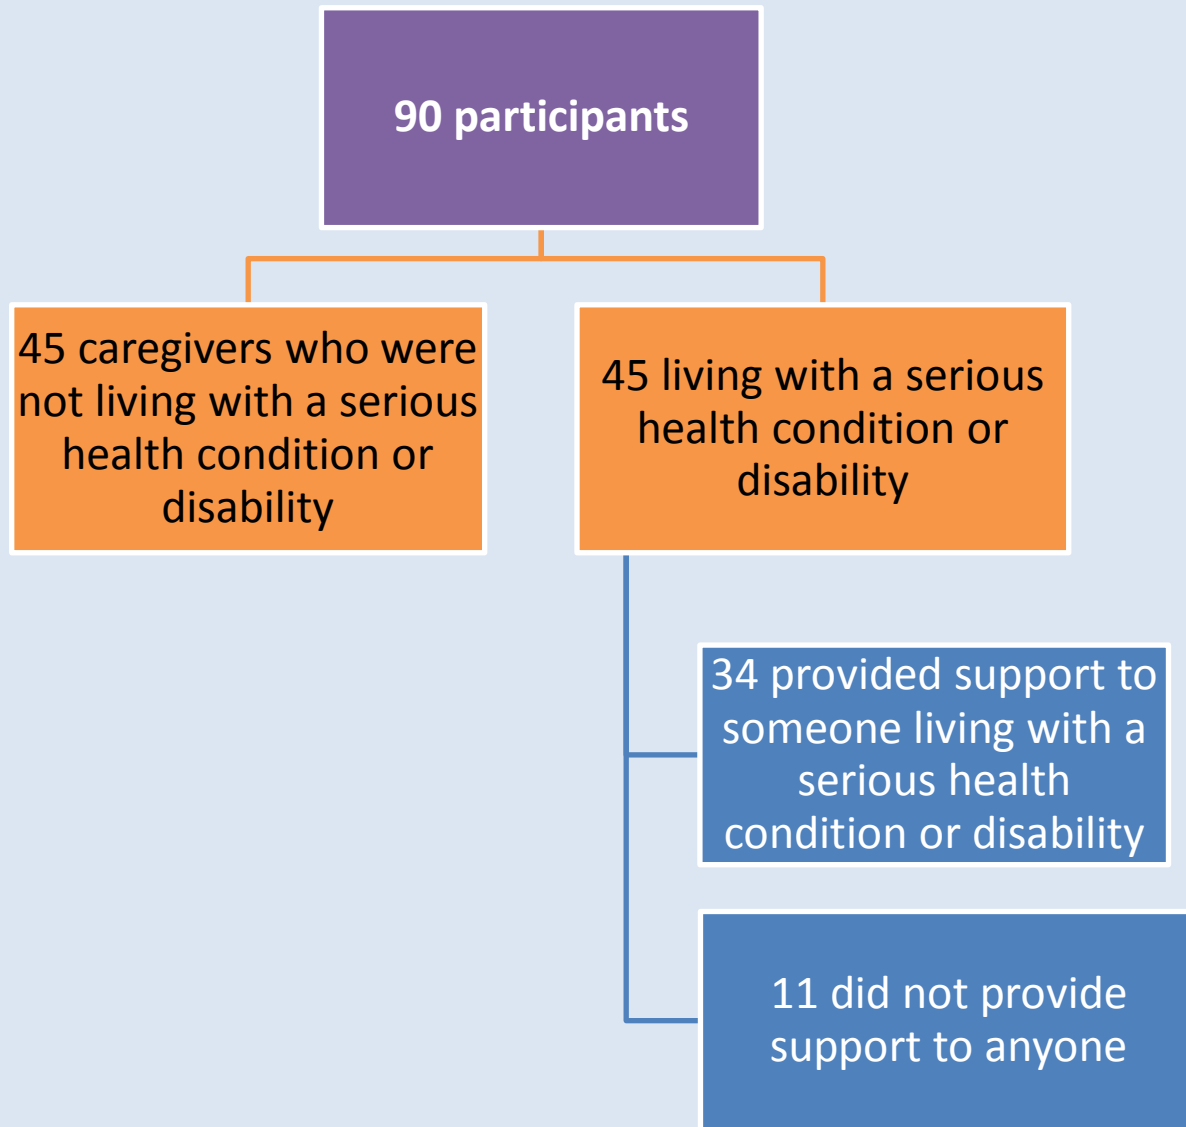 90 participants
45 caregivers who were
not living with a serious
health condition or
disability
45 living with a serious
health condition or
disability
34 provided support to
someone living with a
serious health
condition or disability
11 did not provide
support to anyone